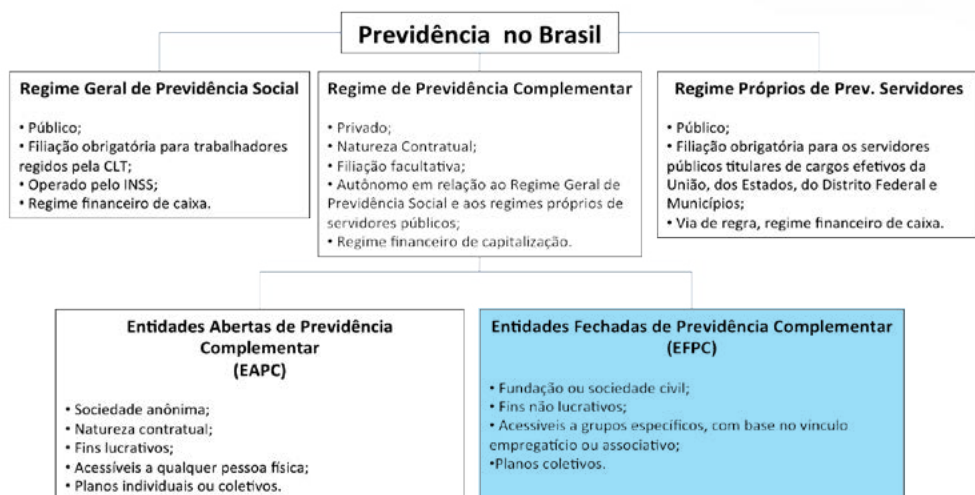 Previdência no Brasil
Regime Geral de Previdência Social
• Público;
• Filiação obrigatória para trabalhadores
regidos pela CLT;
• Operado pelo INSS;
• Regime financeiro de caixa.
Regime de Previdência Complementar
• Privado;
• Natureza Contratual;
• Filiação facultativa;
• Autônomo em relação ao Regime Geral de
Previdência Social e aos regimes próprios de
servidores públicos;
• Regime financeiro de capitalização.
Regime Próprios de Prev. Servidores
• Público;
• Filiação obrigatória para os servidores
públicos titulares de cargos efetivos da
União, dos Estados, do Distrito Federal e
Municípios;
• Via de regra, regime financeiro de caixa.
Entidades Abertas de Previdência
Complementar
(EAPC)
• Sociedade anônima;
• Natureza contratual;
• Fins lucrativos;
• Acessíveis a qualquer pessoa física;
• Planos individuais ou coletivos.
Entidades Fechadas de Previdência Complementar
(EFPC)
• Fundação ou sociedade civil;
• Fins não lucrativos;
• Acessíveis a grupos específicos, com base no vinculo
empregatício ou associativo;
•Planos coletivos.